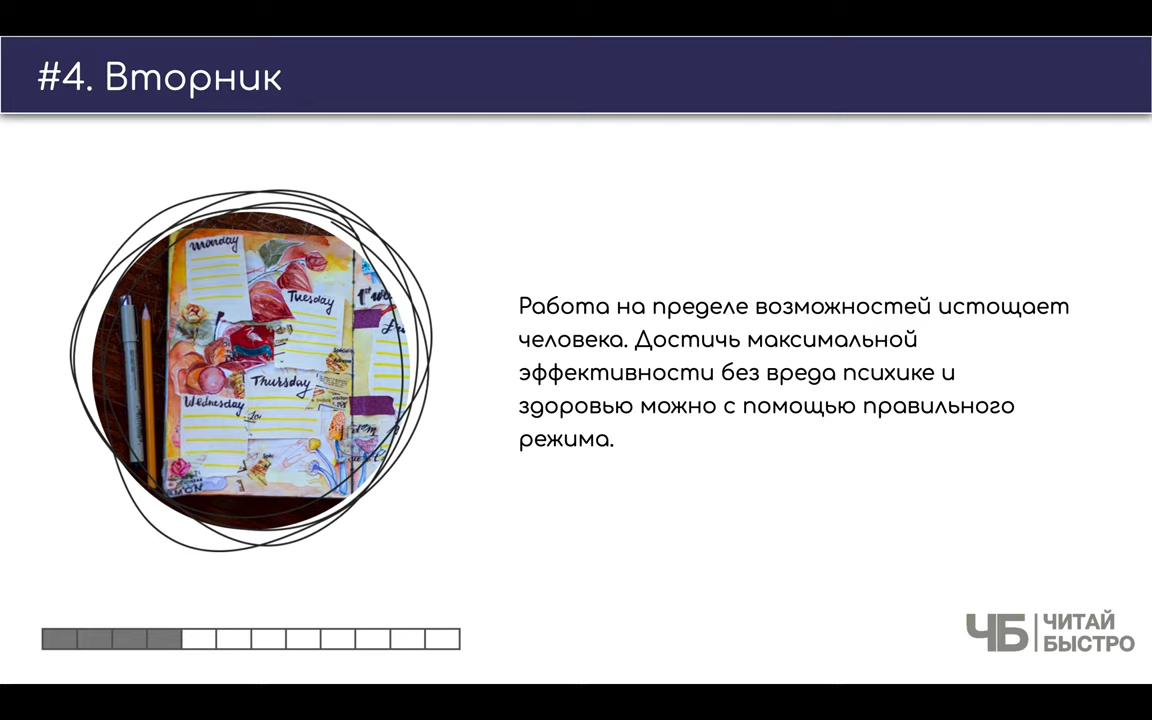 #4. Вторник
Monday
Tuesday
Thursday
Wednesday
Работа на пределе возможностей истощает
человека. Достичь максимальной
эффективности без вреда психике и
здоровью можно с помощью правильного
режима.
ЧБ
ЧИТАЙ
БЫСТРО